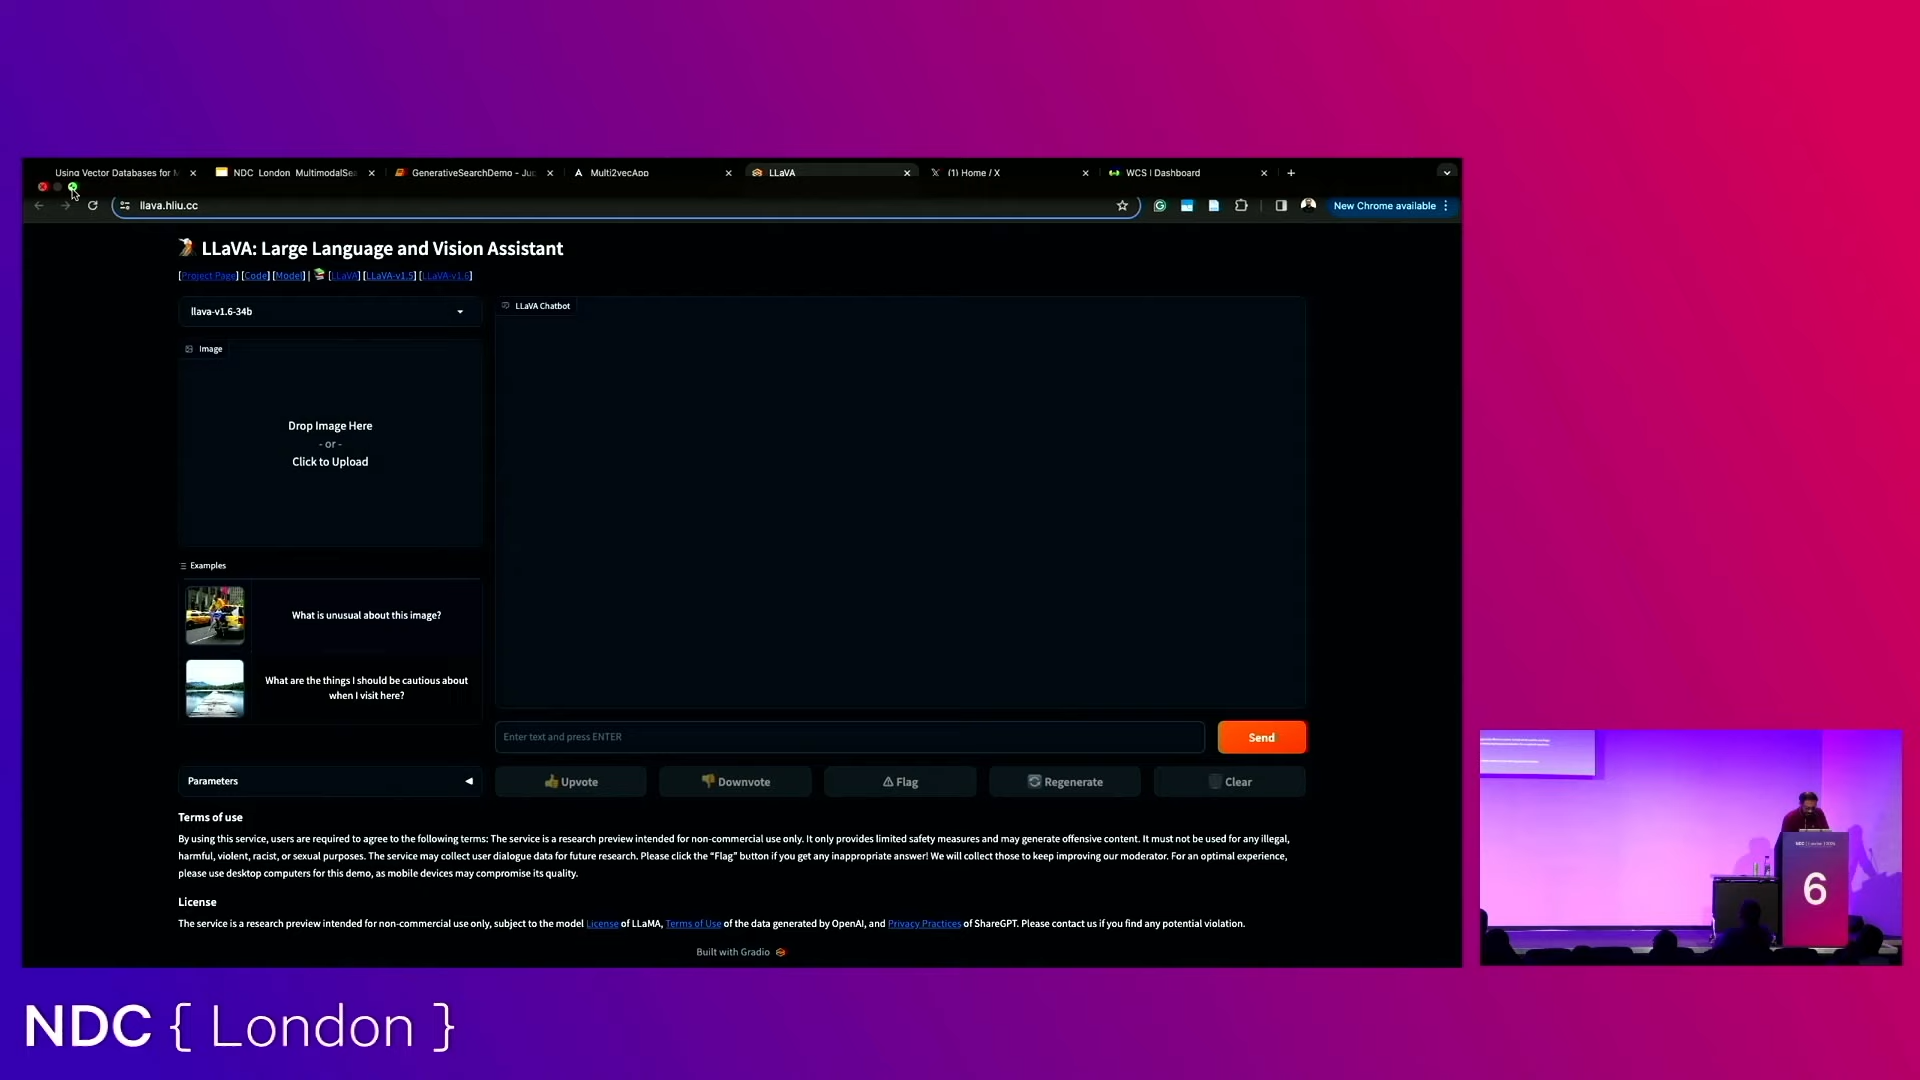 Using Vector Databases for M
NDC London MultimodalSea
GenerativeSearchDemo - Jup
Multi2vecApp
LLaVA
(1) Home / X
WCS | Dashboard
llava.hliu.cc
New Chrome available
LLaVA: Large Language and Vision Assistant
[Project Page] [Code] [Model] | [LLaVA] [LLaVA-v1.5] [LLaVA-v1.6]
llava-v1.6-34b
LLaVA Chatbot
Image
Drop Image Here
- or -
Click to Upload
Examples
What is unusual about this image?
What are the things I should be cautious about
when I visit here?
Enter text and press ENTER
Send
Parameters
Upvote
Downvote
Flag
Regenerate
Clear
Terms of use
By using this service, users are required to agree to the following terms: The service is a research preview intended for non-commercial use only. It only provides limited safety measures and may generate offensive content. It must not be used for any illegal,
harmful, violent, racist, or sexual purposes. The service may collect user dialogue data for future research. Please click the "Flag" button if you get any inappropriate answer! We will collect those to keep improving our moderator. For an optimal experience,
please use desktop computers for this demo, as mobile devices may compromise its quality.
License
The service is a research preview intended for non-commercial use only, subject to the model License of LLaMA, Terms of Use of the data generated by OpenAI, and Privacy Practices of ShareGPT. Please contact us if you find any potential violation.
Built with Gradio
6
NDC { London }